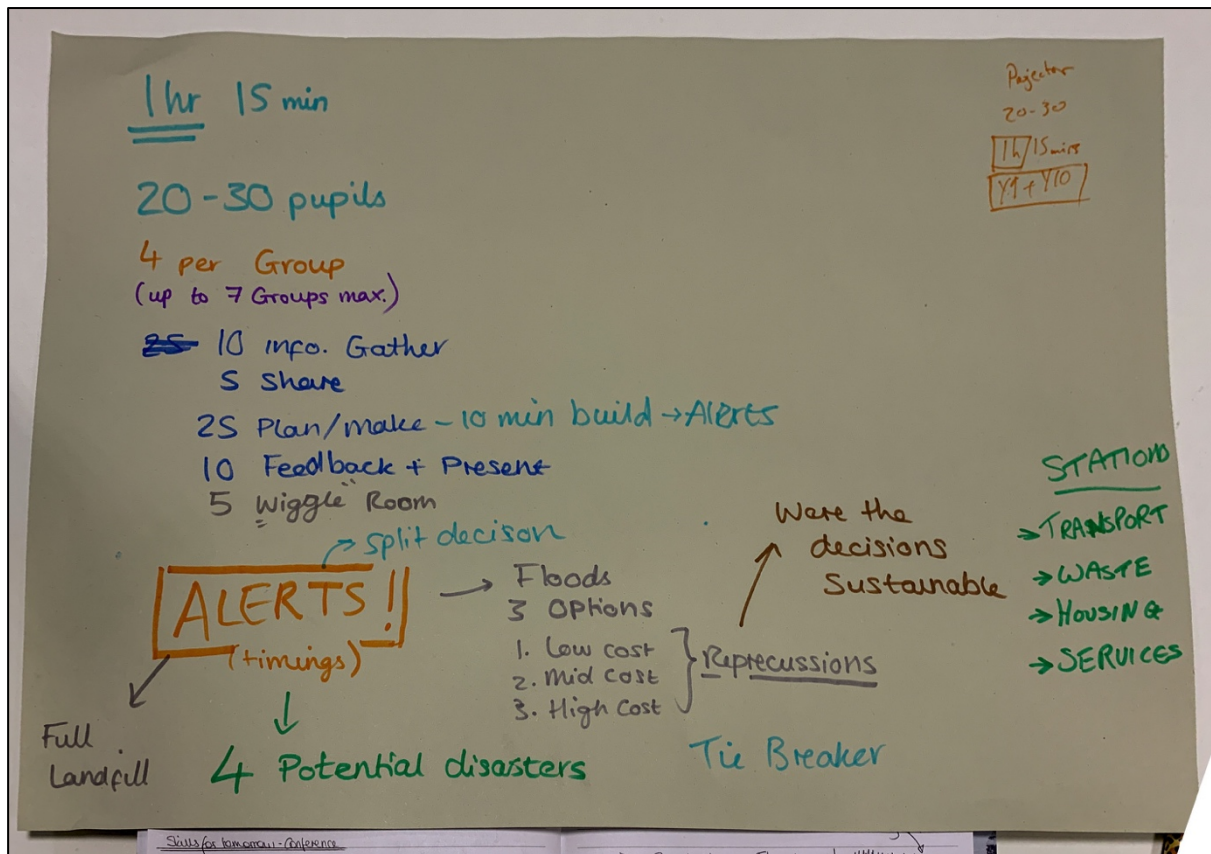 1hr 15 min
20-30 pupils
4 per Group
(up to 7 Groups max.)
25 10 info. Gather
5 Share
25 Plan/make - 10 min build → Alerts
10 Feedback + Present
5 "Wiggle" Room
split decison
ALERTS!
(timings)
Full
Landfill
4 Potential disasters
Floods
3 Options
1. Low cost
2. Mid Cost
3. High Cost
Reprecussions
Were the
decisions
Sustainable
Tie Breaker
Projector
20-30
1h/15mins
Y9 + Y10
STATIONS
→ TRANSPORT
→ WASTE
→ HOUSING
→ SERVICES
Skills for tomorrow - Conference